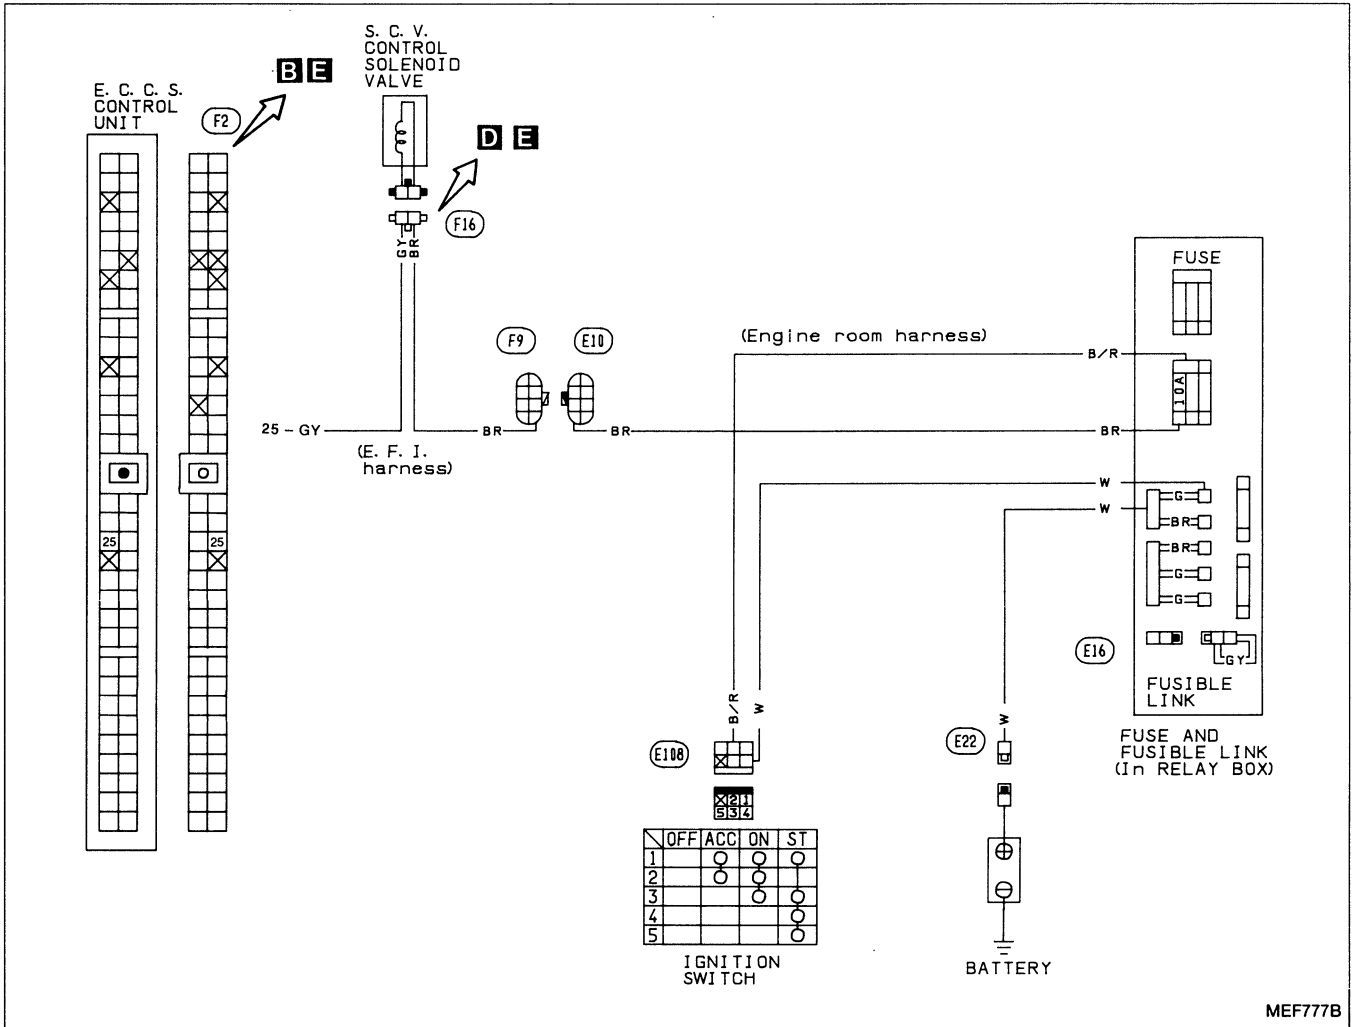 S. C. V.
CONTROL
SOLENOID
VALVE
B E
E. C. C. S.
CONTROL
UNIT
F2
D E
F16
GY
BR
FUSE
F9
E10
(Engine room harness)
B/R
10A
25 - GY
BR
BR
BR
(E. F. I.
harness)
W
W
G
BR
BR
G
G
25
25
E16
GY
FUSIBLE
LINK
B/R
W
W
E108
E22
FUSE AND
FUSIBLE LINK
(In RELAY BOX)
2 1
5 3 4
OFF ACC ON ST
1
2
3
4
5
IGNITION
SWITCH
BATTERY
MEF777B